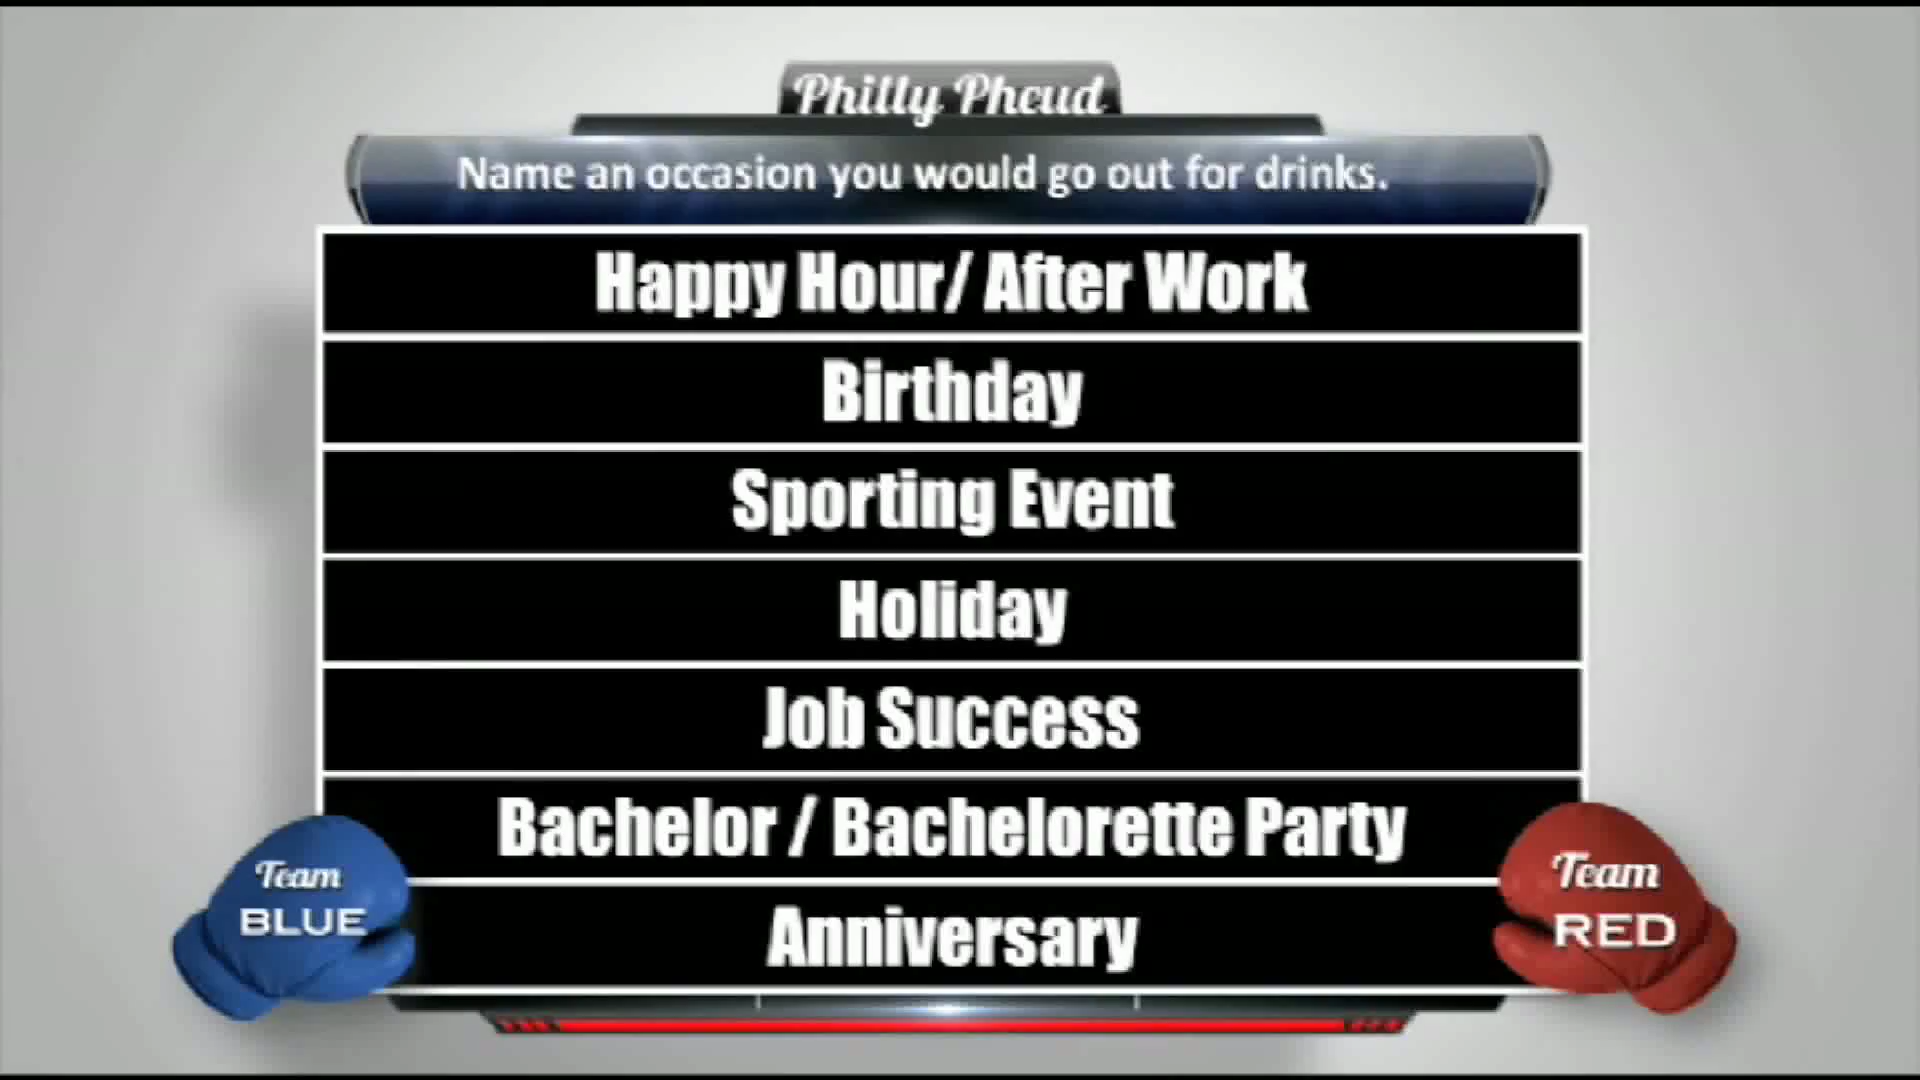 Philly Pheud
Name an occasion you would go out for drinks.
Happy Hour/ After Work
Birthday
Sporting Event
Holiday
Job Success
Bachelor / Bachelorette Party
Anniversary
Team
BLUE
Team
RED